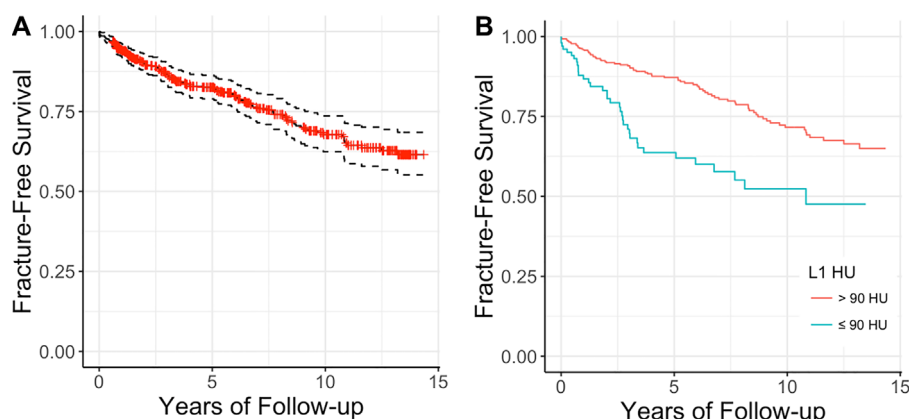 A
Fracture-Free Survival
1.00
0.75
0.50
0.25
0.00
0
5
10
15
Years of Follow-up
B
Fracture-Free Survival
1.00
0.75
0.50
0.25
0.00
L1 HU
> 90 HU
≤ 90 HU
0
5
10
15
Years of Follow-up